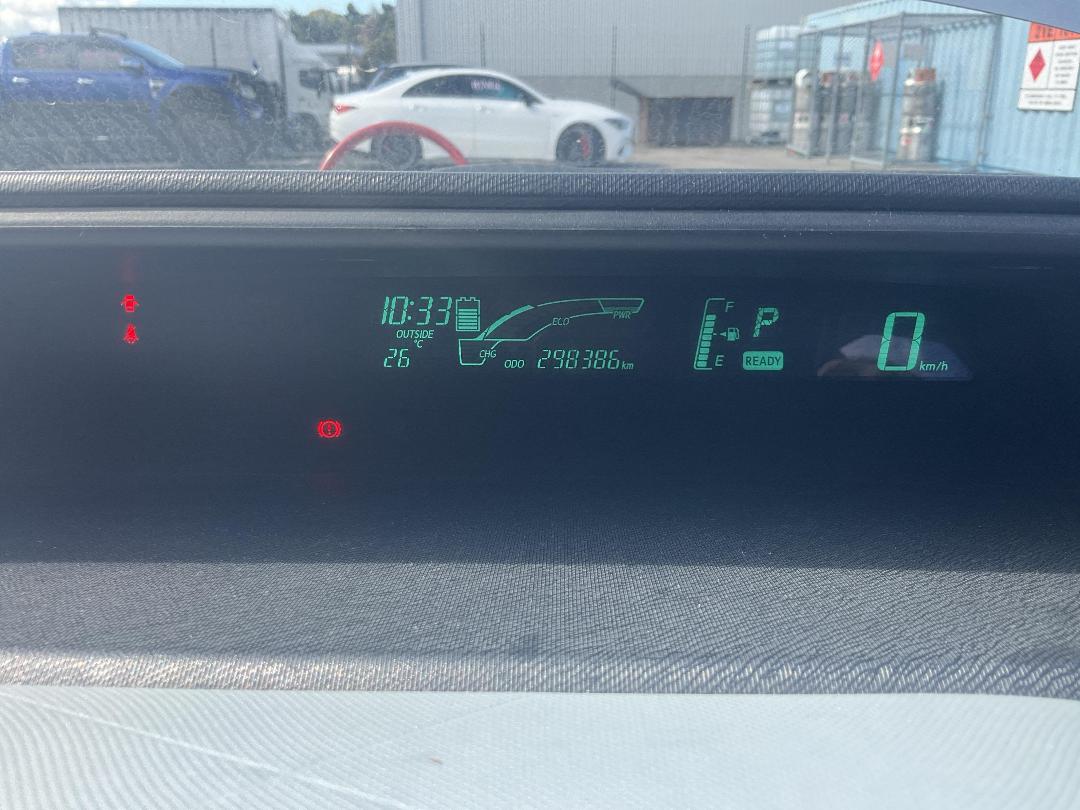 10:33
OUTSIDE
°C
26
CHG
ECO
PWR
ODO 298386 km
F
E
P
READY
0 km/h